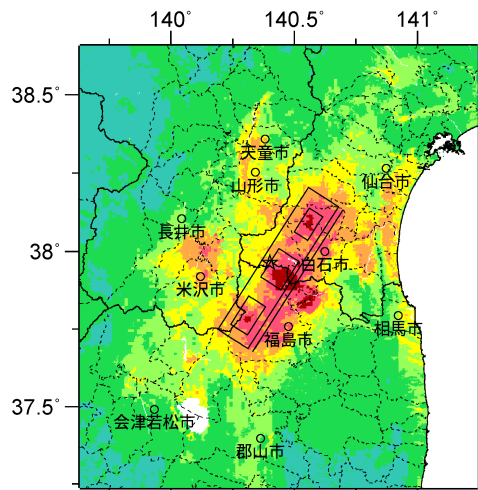 140°
140.5°
141°
38.5°
38°
37.5°
天童市
山形市
仙台市
長井市
白石市
米沢市
相馬市
福島市
会津若松市
郡山市